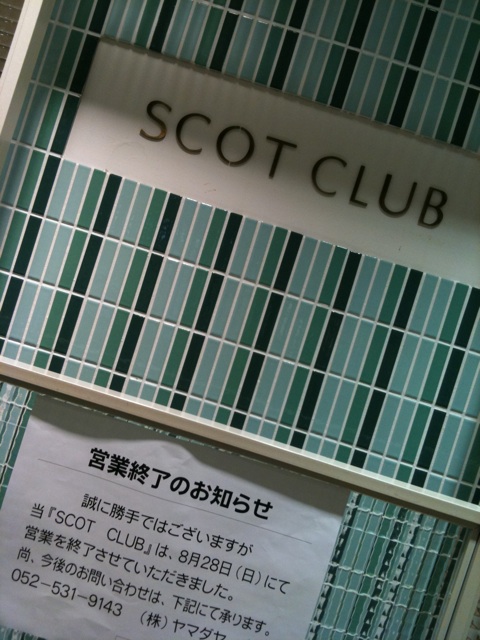 SCOT CLUB
営業終了のお知らせ
誠に勝手ではございますが
当『SCOT CLUB』は、8月28日（日）にて
営業を終了させていただきました。
尚、今後のお問い合わせは、下記にて承ります。
052-531-9143 （株）ヤマダヤ